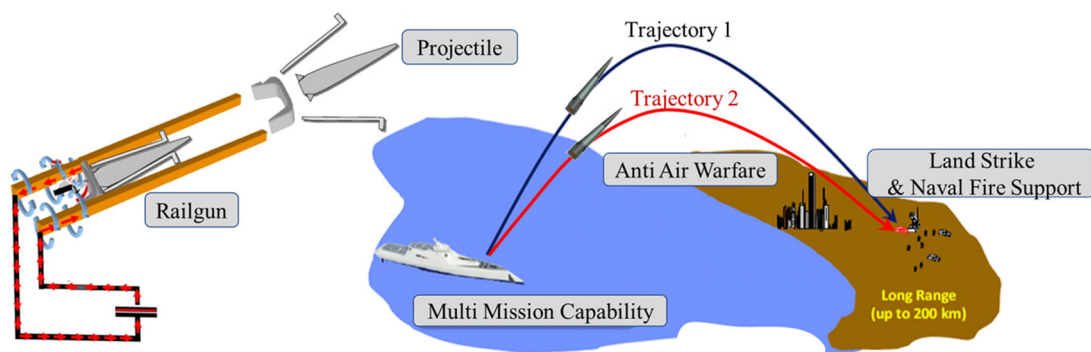 Projectile
Railgun
Trajectory 1
Trajectory 2
Anti Air Warfare
Land Strike
& Naval Fire Support
Multi Mission Capability
Long Range
(up to 200 km)